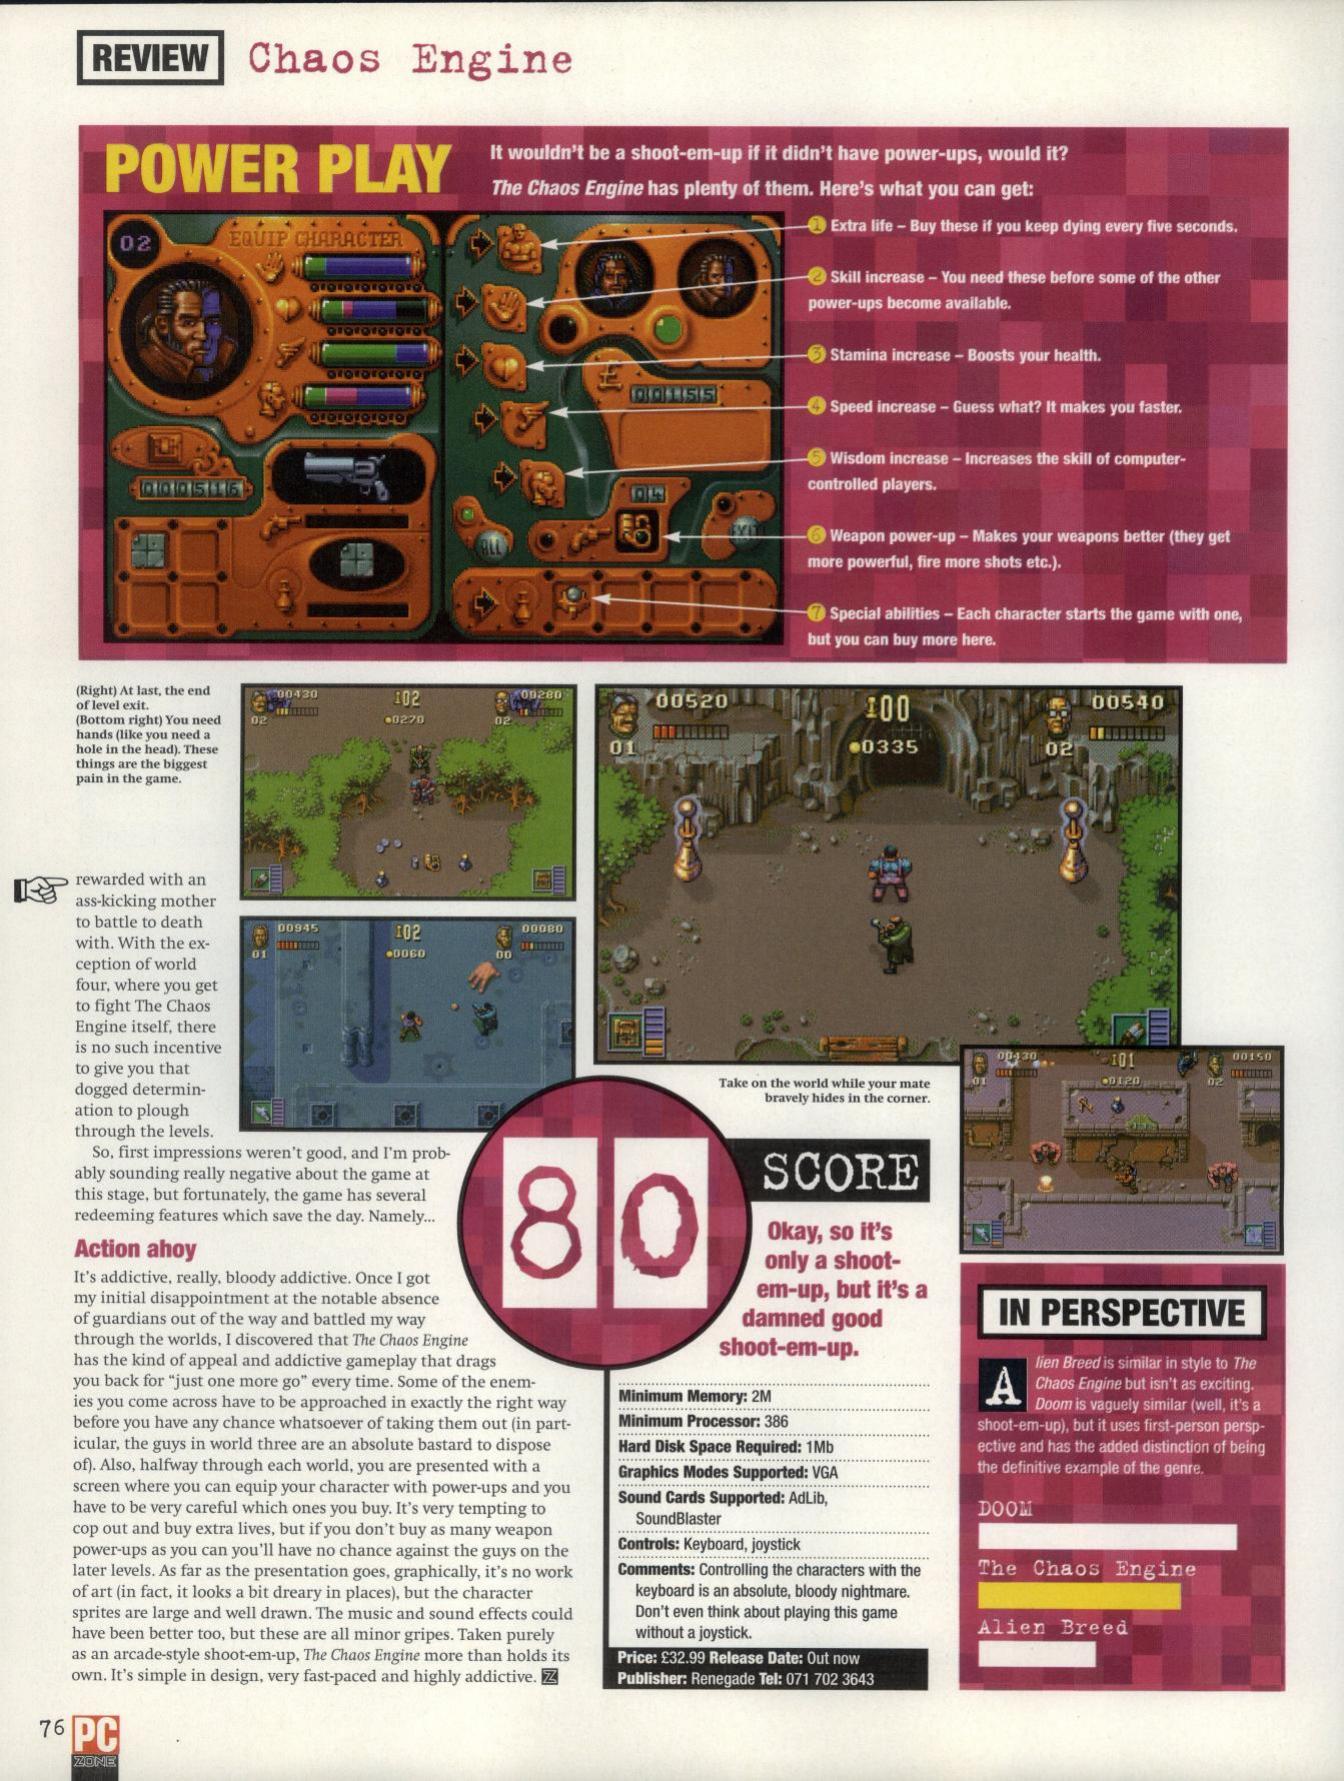 REVIEW Chaos Engine
POWER PLAY
It wouldn't be a shoot-em-up if it didn't have power-ups, would it?
The Chaos Engine has plenty of them. Here's what you can get:
1 Extra life – Buy these if you keep dying every five seconds.
2 Skill increase – You need these before some of the other
power-ups become available.
3 Stamina increase – Boosts your health.
4 Speed increase – Guess what? It makes you faster.
5 Wisdom increase – Increases the skill of computer-
controlled players.
6 Weapon power-up – Makes your weapons better (they get
more powerful, fire more shots etc.).
7 Special abilities – Each character starts the game with one,
but you can buy more here.
02
EQUIP CHARACTER
000516
£
00155
04
ALL
EXIT
(Right) At last, the end
of level exit.
(Bottom right) You need
hands (like you need a
hole in the head). These
things are the biggest
pain in the game.
00430
102
00280
02
0270
02
00520
100
00540
01
0335
02
00945
102
00080
01
0060
00
Take on the world while your mate
bravely hides in the corner.
00430
101
00150
01
0120
02
rewarded with an
ass-kicking mother
to battle to death
with. With the ex-
ception of world
four, where you get
to fight The Chaos
Engine itself, there
is no such incentive
to give you that
dogged determin-
ation to plough
through the levels.
So, first impressions weren't good, and I'm prob-
ably sounding really negative about the game at
this stage, but fortunately, the game has several
redeeming features which save the day. Namely...
Action ahoy
It's addictive, really, bloody addictive. Once I got
my initial disappointment at the notable absence
of guardians out of the way and battled my way
through the worlds, I discovered that The Chaos Engine
has the kind of appeal and addictive gameplay that drags
you back for "just one more go" every time. Some of the enem-
ies you come across have to be approached in exactly the right way
before you have any chance whatsoever of taking them out (in part-
icular, the guys in world three are an absolute bastard to dispose
of). Also, halfway through each world, you are presented with a
screen where you can equip your character with power-ups and you
have to be very careful which ones you buy. It's very tempting to
cop out and buy extra lives, but if you don't buy as many weapon
power-ups as you can you'll have no chance against the guys on the
later levels. As far as the presentation goes, graphically, it's no work
of art (in fact, it looks a bit dreary in places), but the character
sprites are large and well drawn. The music and sound effects could
have been better too, but these are all minor gripes. Taken purely
as an arcade-style shoot-em-up, The Chaos Engine more than holds its
own. It's simple in design, very fast-paced and highly addictive. Z
80
SCORE
Okay, so it's
only a shoot-
em-up, but it's a
damned good
shoot-em-up.
Minimum Memory: 2M
Minimum Processor: 386
Hard Disk Space Required: 1Mb
Graphics Modes Supported: VGA
Sound Cards Supported: AdLib,
SoundBlaster
Controls: Keyboard, joystick
Comments: Controlling the characters with the
keyboard is an absolute, bloody nightmare.
Don't even think about playing this game
without a joystick.
Price: £32.99 Release Date: Out now
Publisher: Renegade Tel: 071 702 3643
IN PERSPECTIVE
Alien Breed is similar in style to The
Chaos Engine but isn't as exciting.
Doom is vaguely similar (well, it's a
shoot-em-up), but it uses first-person persp-
ective and has the added distinction of being
the definitive example of the genre.
DOOM
The Chaos Engine
Alien Breed
76 PC
ZONE